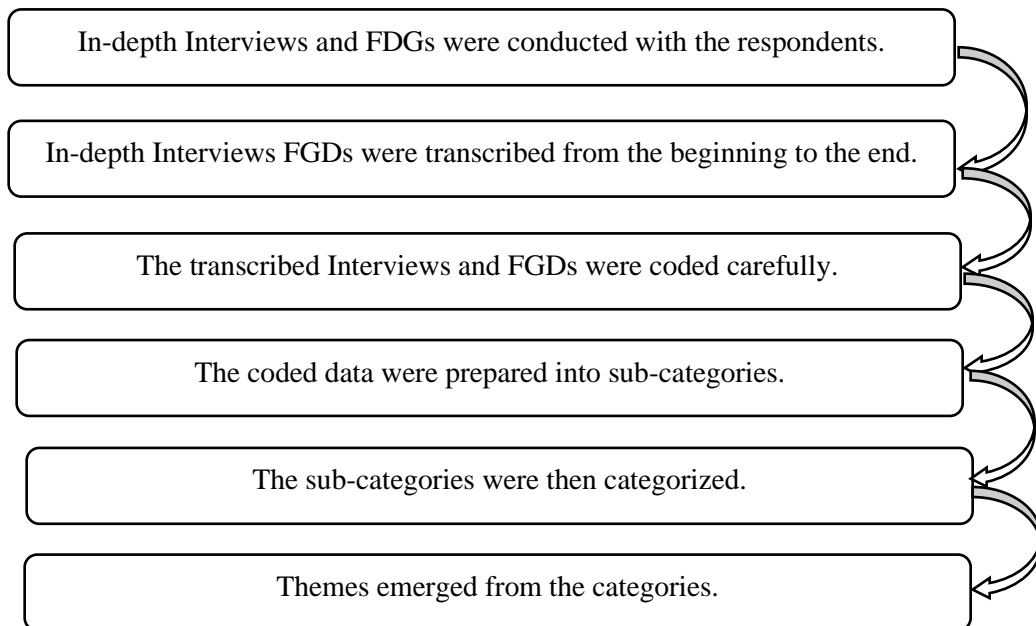 In-depth Interviews and FDGs were conducted with the respondents.
In-depth Interviews FGDs were transcribed from the beginning to the end.
The transcribed Interviews and FGDs were coded carefully.
The coded data were prepared into sub-categories.
The sub-categories were then categorized.
Themes emerged from the categories.